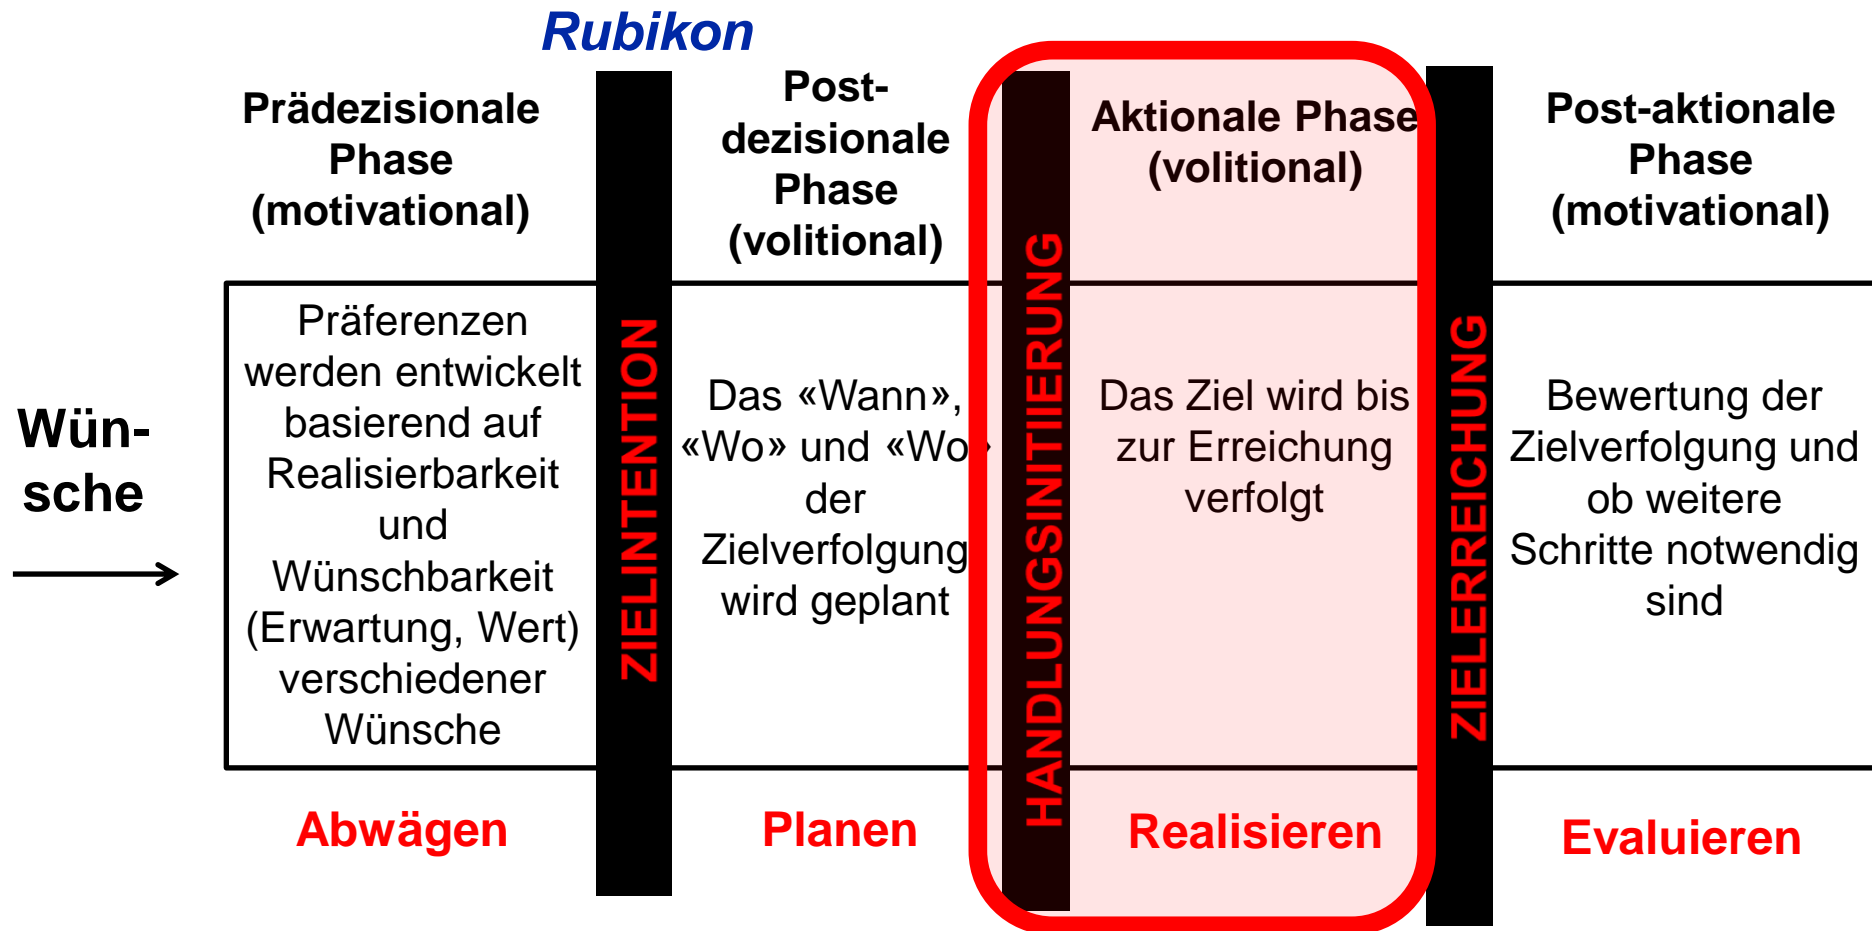 Rubikon
Prädezisionale
Phase
(motivational)
Post-
dezisionale
Phase
(volitional)
Aktionale Phase
(volitional)
Post-aktionale
Phase
(motivational)
Wün-
sche
Präferenzen
werden entwickelt
basierend auf
Realisierbarkeit
und
Wünschbarkeit
(Erwartung, Wert)
verschiedener
Wünsche
ZIELINTENTION
Das «Wann»,
«Wo» und «Wo»
der
Zielverfolgung
wird geplant
HANDLUNGSINITIIERUNG
Das Ziel wird bis
zur Erreichung
verfolgt
ZIELERREICHUNG
Bewertung der
Zielverfolgung und
ob weitere
Schritte notwendig
sind
Abwägen
Planen
Realisieren
Evaluieren